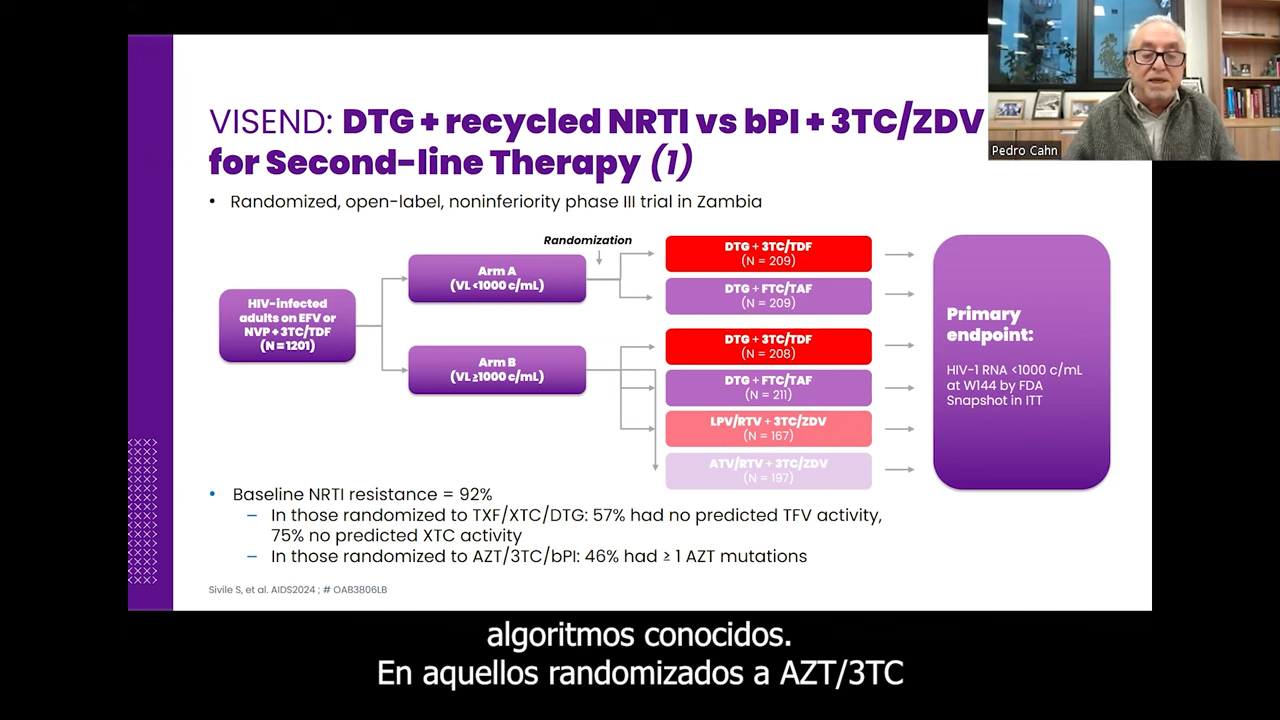 VISEND: DTG + recycled NRTI vs bPI + 3TC/ZDV
for Second-line Therapy (1)
Pedro Cahn
• Randomized, open-label, noninferiority phase III trial in Zambia
Randomization
HIV-infected
adults on EFV or
NVP + 3TC/TDF
(N = 1201)
Arm A
(VL <1000 c/mL)
Arm B
(VL ≥1000 c/mL)
DTG + 3TC/TDF
(N = 209)
DTG + FTC/TAF
(N = 209)
DTG + 3TC/TDF
(N = 208)
DTG + FTC/TAF
(N = 211)
LPV/RTV + 3TC/ZDV
(N = 167)
ATV/RTV + 3TC/ZDV
(N = 197)
Primary
endpoint:
HIV-1 RNA <1000 c/mL
at W144 by FDA
Snapshot in ITT
• Baseline NRTI resistance = 92%
– In those randomized to TXF/XTC/DTG: 57% had no predicted TFV activity,
75% no predicted XTC activity
– In those randomized to AZT/3TC/bPI: 46% had ≥ 1 AZT mutations
Sivile S, et al. AIDS2024 ; # OAB3806LB
algoritmos conocidos.
En aquellos randomizados a AZT/3TC